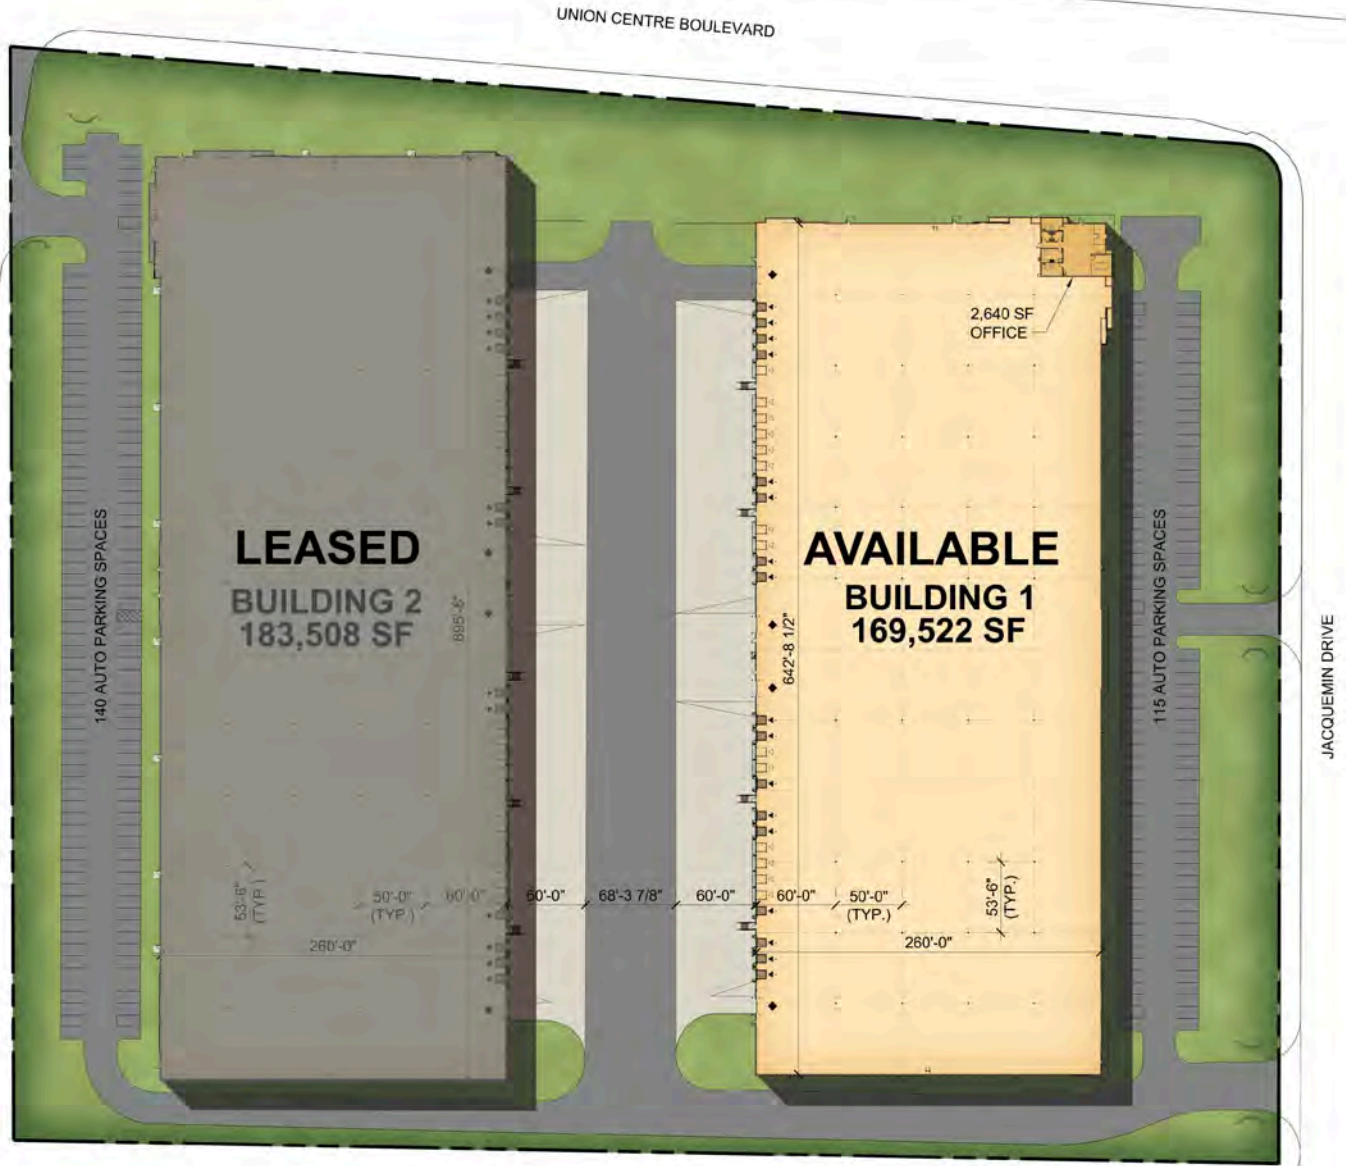 UNION CENTRE BOULEVARD
2,640 SF
OFFICE
LEASED
BUILDING 2
183,508 SF
895'-6"
140 AUTO PARKING SPACES
AVAILABLE
BUILDING 1
169,522 SF
642'-8 1/2"
115 AUTO PARKING SPACES
JACQUEMIN DRIVE
53'-6"
(TYP.)
50'-0"
(TYP.)
60'-0"
60'-0"
68'-3 7/8"
60'-0"
60'-0"
50'-0"
(TYP.)
53'-6"
(TYP.)
260'-0"
260'-0"